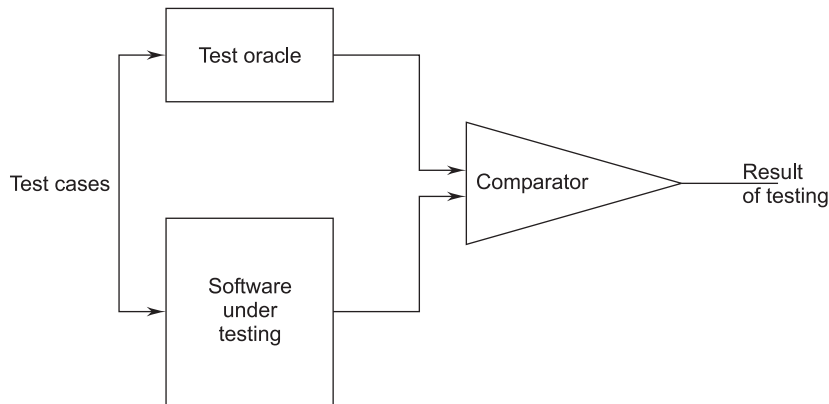 Test oracle
Test cases
Comparator
Result
of testing
Software
under
testing